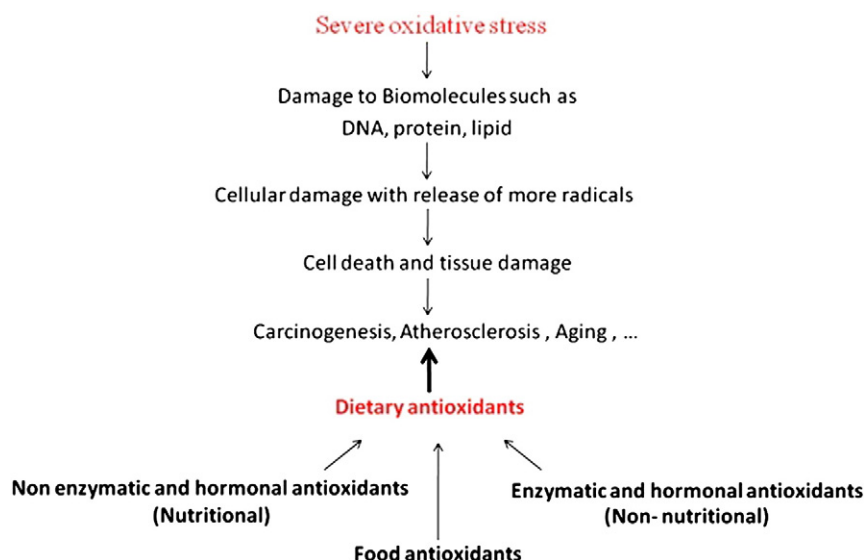 Severe oxidative stress
Damage to Biomolecules such as
DNA, protein, lipid
Cellular damage with release of more radicals
Cell death and tissue damage
Carcinogenesis, Atherosclerosis , Aging , ...
Dietary antioxidants
Non enzymatic and hormonal antioxidants
(Nutritional)
Enzymatic and hormonal antioxidants
(Non- nutritional)
Food antioxidants